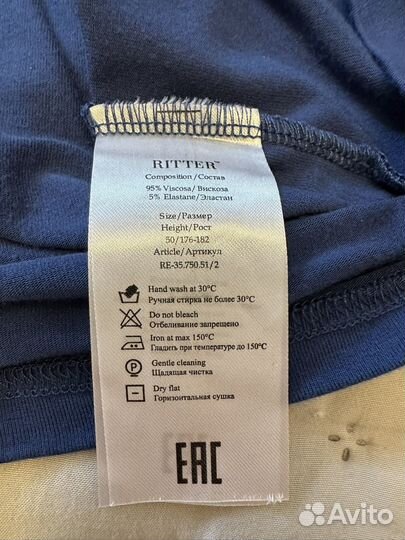 RITTER™
Composition/Состав
95% Viscosa/Вискоза
5% Elastane/Эластан
Size/Размер
Height/Рост
50/176-182
Article/Артикул
RE-35.750.51/2
Hand wash at 30°C
Ручная стирка не более 30°C
Do not bleach
Отбеливание запрещено
Iron at max 150°C
Гладить при температуре до 150°C
P
Gentle cleaning
Щадящая чистка
Dry flat
Горизонтальная сушка
EAC
Avito